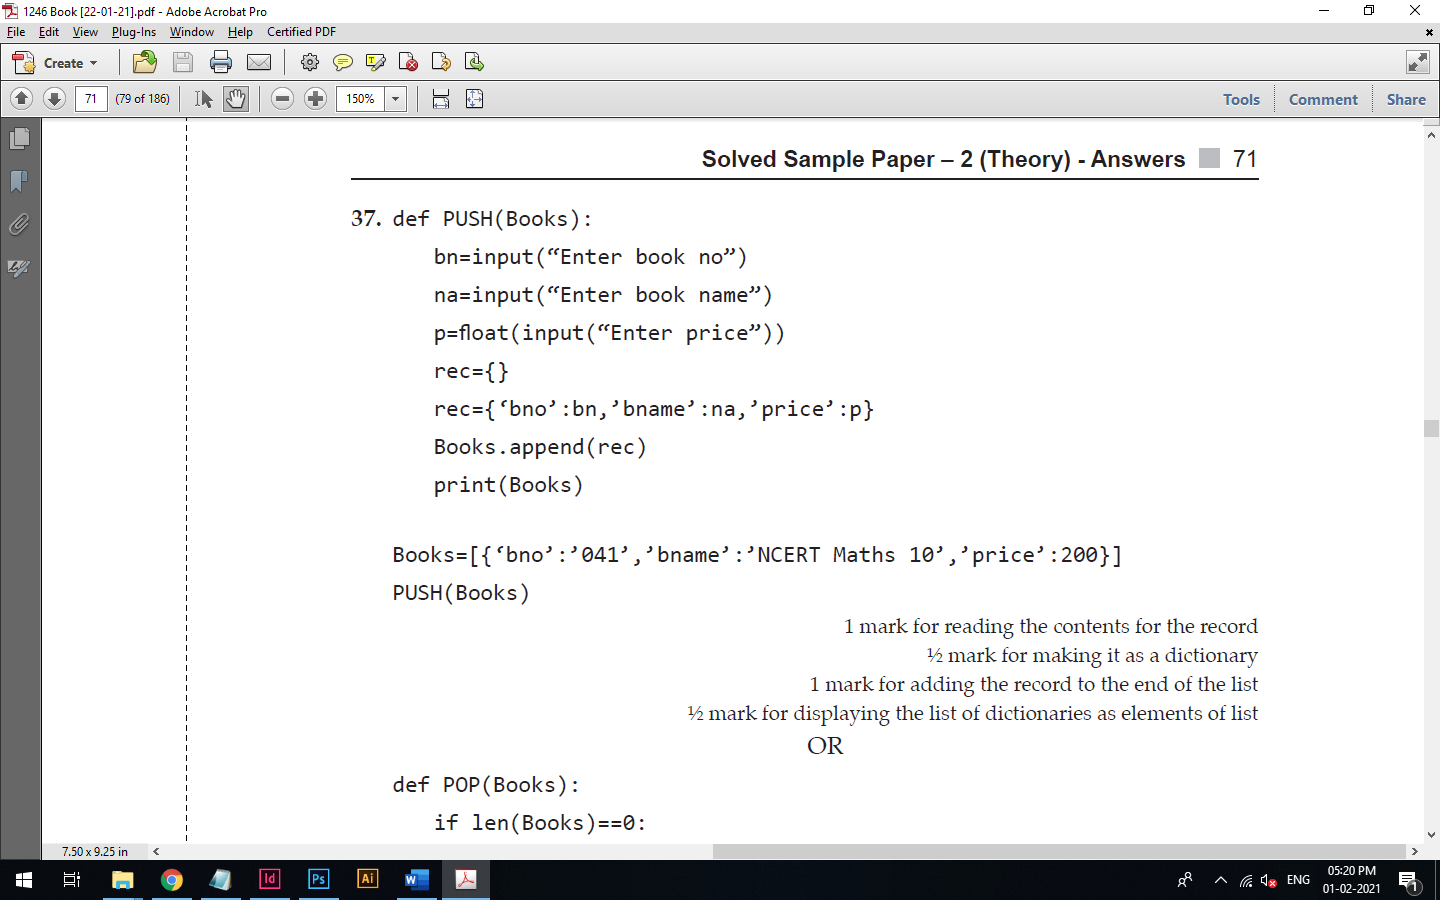 1246 Book [22-01-21].pdf - Adobe Acrobat Pro
File Edit View Plug-Ins Window Help Certified PDF
Create
71 (79 of 186) 150% Tools Comment Share
Solved Sample Paper – 2 (Theory) - Answers 71
37. def PUSH(Books):
bn=input(“Enter book no”)
na=input(“Enter book name”)
p=float(input(“Enter price”))
rec={}
rec={‘bno’:bn,’bname’:na,’price’:p}
Books.append(rec)
print(Books)
Books=[{‘bno’:’041’,’bname’:’NCERT Maths 10’,’price’:200}]
PUSH(Books)
1 mark for reading the contents for the record
½ mark for making it as a dictionary
1 mark for adding the record to the end of the list
½ mark for displaying the list of dictionaries as elements of list
OR
def POP(Books):
if len(Books)==0:
7.50 x 9.25 in
Id Ps Ai W ENG 05:20 PM
01-02-2021 1